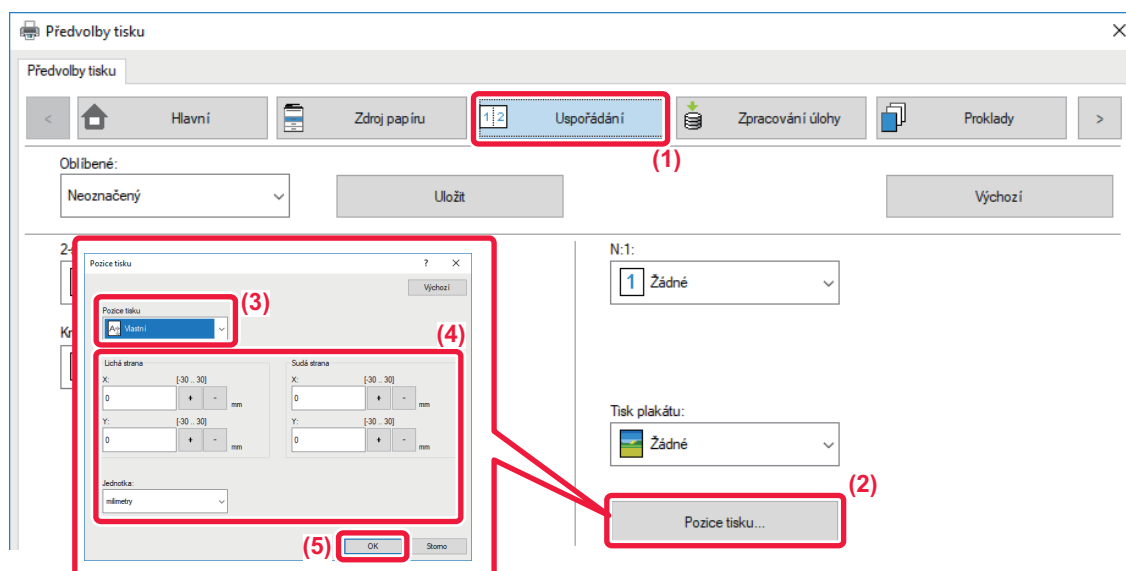 Předvolby tisku
Předvolby tisku
< Hlavní Zdroj papíru 1 2 Uspořádání Zpracování úlohy Proklady >
(1)
Oblíbené:
Neoznačený Uložit Výchozí
2-
Kr
Pozice tisku ? X
Výchozí
Pozice tisku
(3)
A Vlastní
(4)
Lichá strana Sudá strana
X: [-30 .. 30] X: [-30 .. 30]
0 + - mm 0 + - mm
Y: [-30 .. 30] Y: [-30 .. 30]
0 + - mm 0 + - mm
Jednotka:
milimetry
(5) OK Storno
N:1:
1 Žádné
Tisk plakátu:
Žádné
(2)
Pozice tisku...